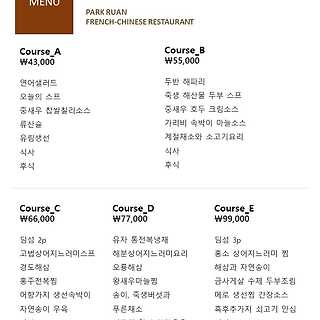 MENU
PARK RUAN
FRENCH-CHINESE RESTAURANT
Course_A
₩43,000
연어샐러드
오늘의 스프
중새우 찹쌀칠리소스
류산슬
유림생선
식사
후식
Course_B
₩55,000
두반 해파리
죽생 해산물 두부 스프
중새우 호두 크림소스
가리비 속박이 마늘소스
계절채소와 소고기요리
식사
후식
Course_C
₩66,000
딤섬 2p
고법상어지느러미스프
경도해삼
홍주전복찜
어향가지 생선속박이
자연송이 우육
Course_D
₩77,000
유자 통전복냉채
해분상어지느러미요리
오룡해삼
왕새우마늘찜
송이, 죽생버섯과
푸른채소
Course_E
₩99,000
딤섬 3p
홍소 상어지느러미 찜
해삼과 자연송이
금사게살 수제 두부조림
메로 생선찜 간장소스
흑후추가지 쇠고기 안심